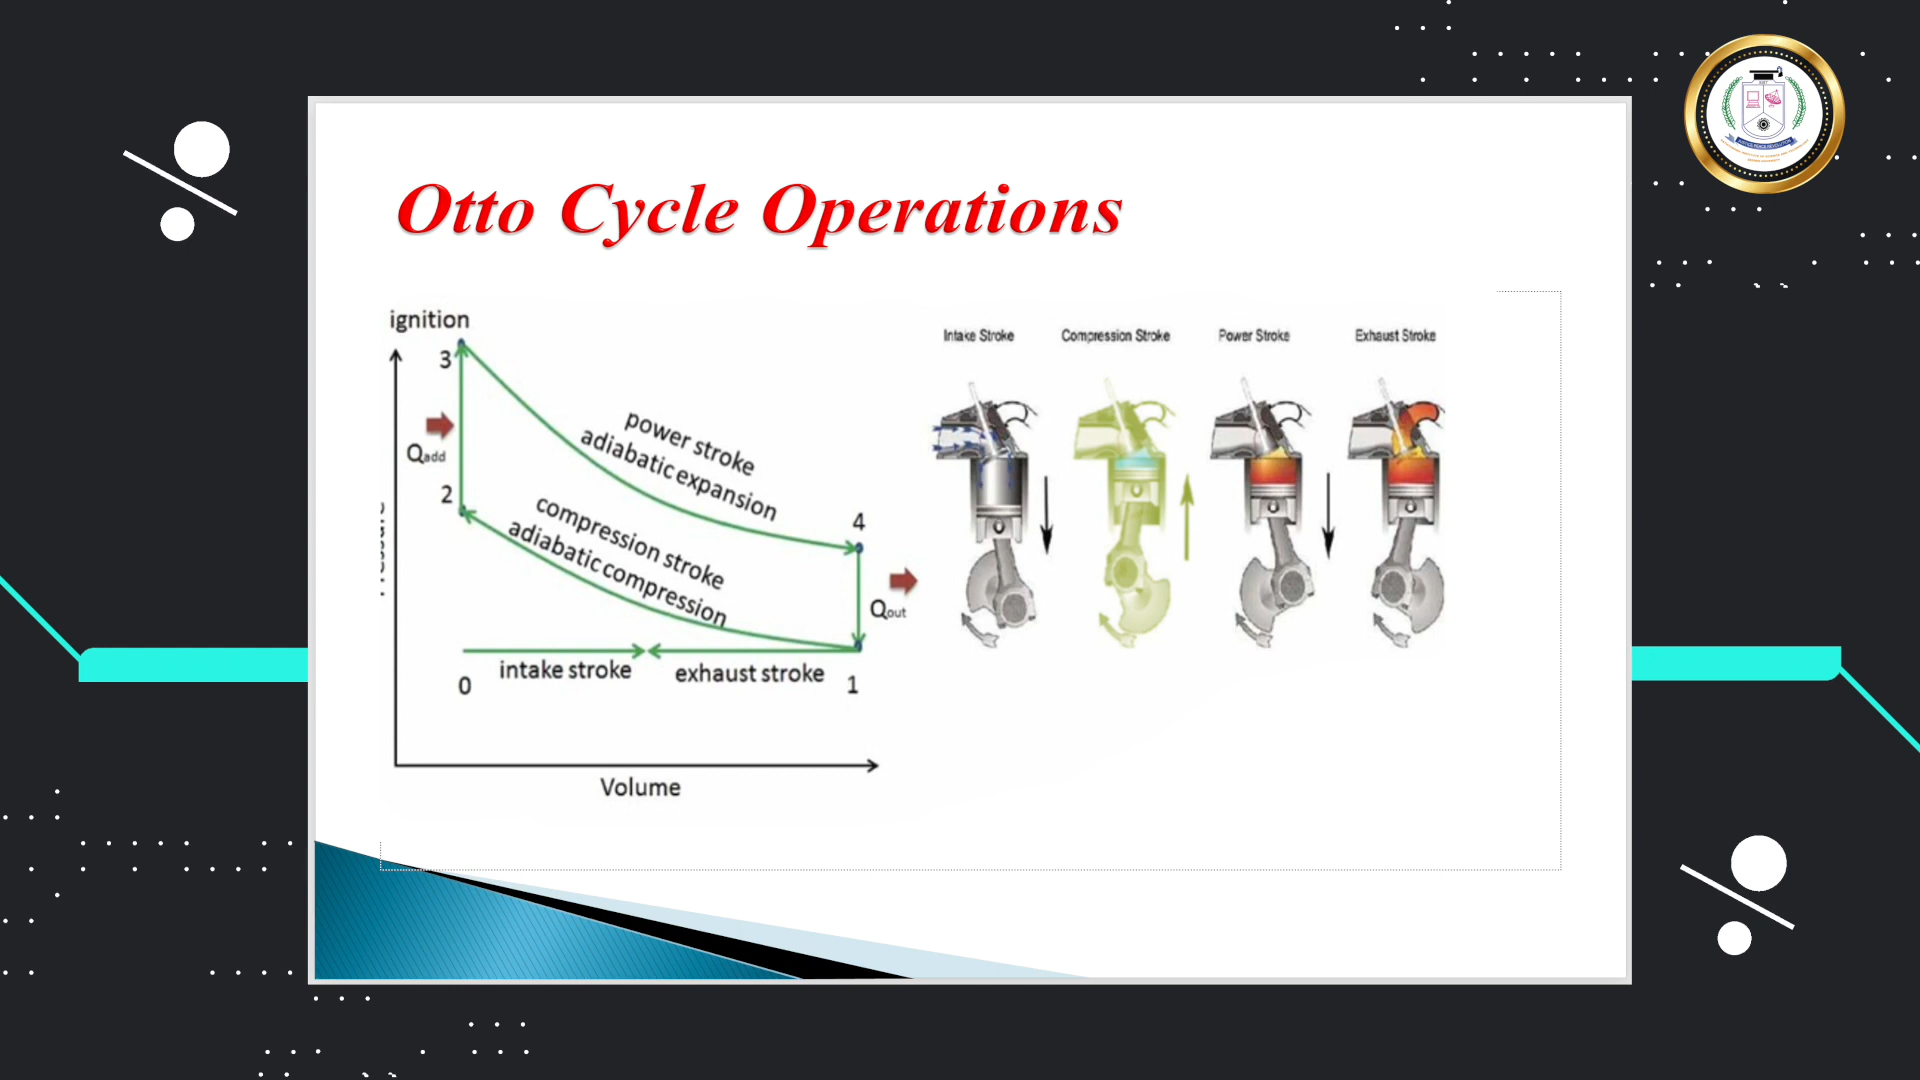 Otto Cycle Operations
ignition
3
Qadd
2
power stroke
adiabatic expansion
compression stroke
adiabatic compression
4
Qout
intake stroke
exhaust stroke
0
1
Volume
Intake Stroke
Compression Stroke
Power Stroke
Exhaust Stroke